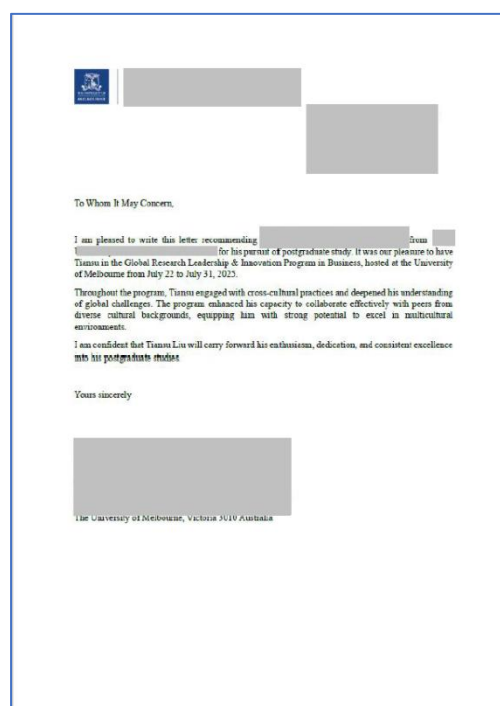 To Whom It May Concern,
I am pleased to write this letter recommending from
for his pursuit of postgraduate study. It was our pleasure to have
Tiansu in the Global Research Leadership & Innovation Program in Business, hosted at the University
of Melbourne from July 22 to July 31, 2025.
Throughout the program, Tiansu engaged with cross-cultural practices and deepened his understanding
of global challenges. The program enhanced his capacity to collaborate effectively with peers from
diverse cultural backgrounds, equipping him with strong potential to excel in multicultural
environments.
I am confident that Tiansu Liu will carry forward his enthusiasm, dedication, and consistent excellence
into his postgraduate studies
Yours sincerely
The University of Melbourne, Victoria 3010 Australia